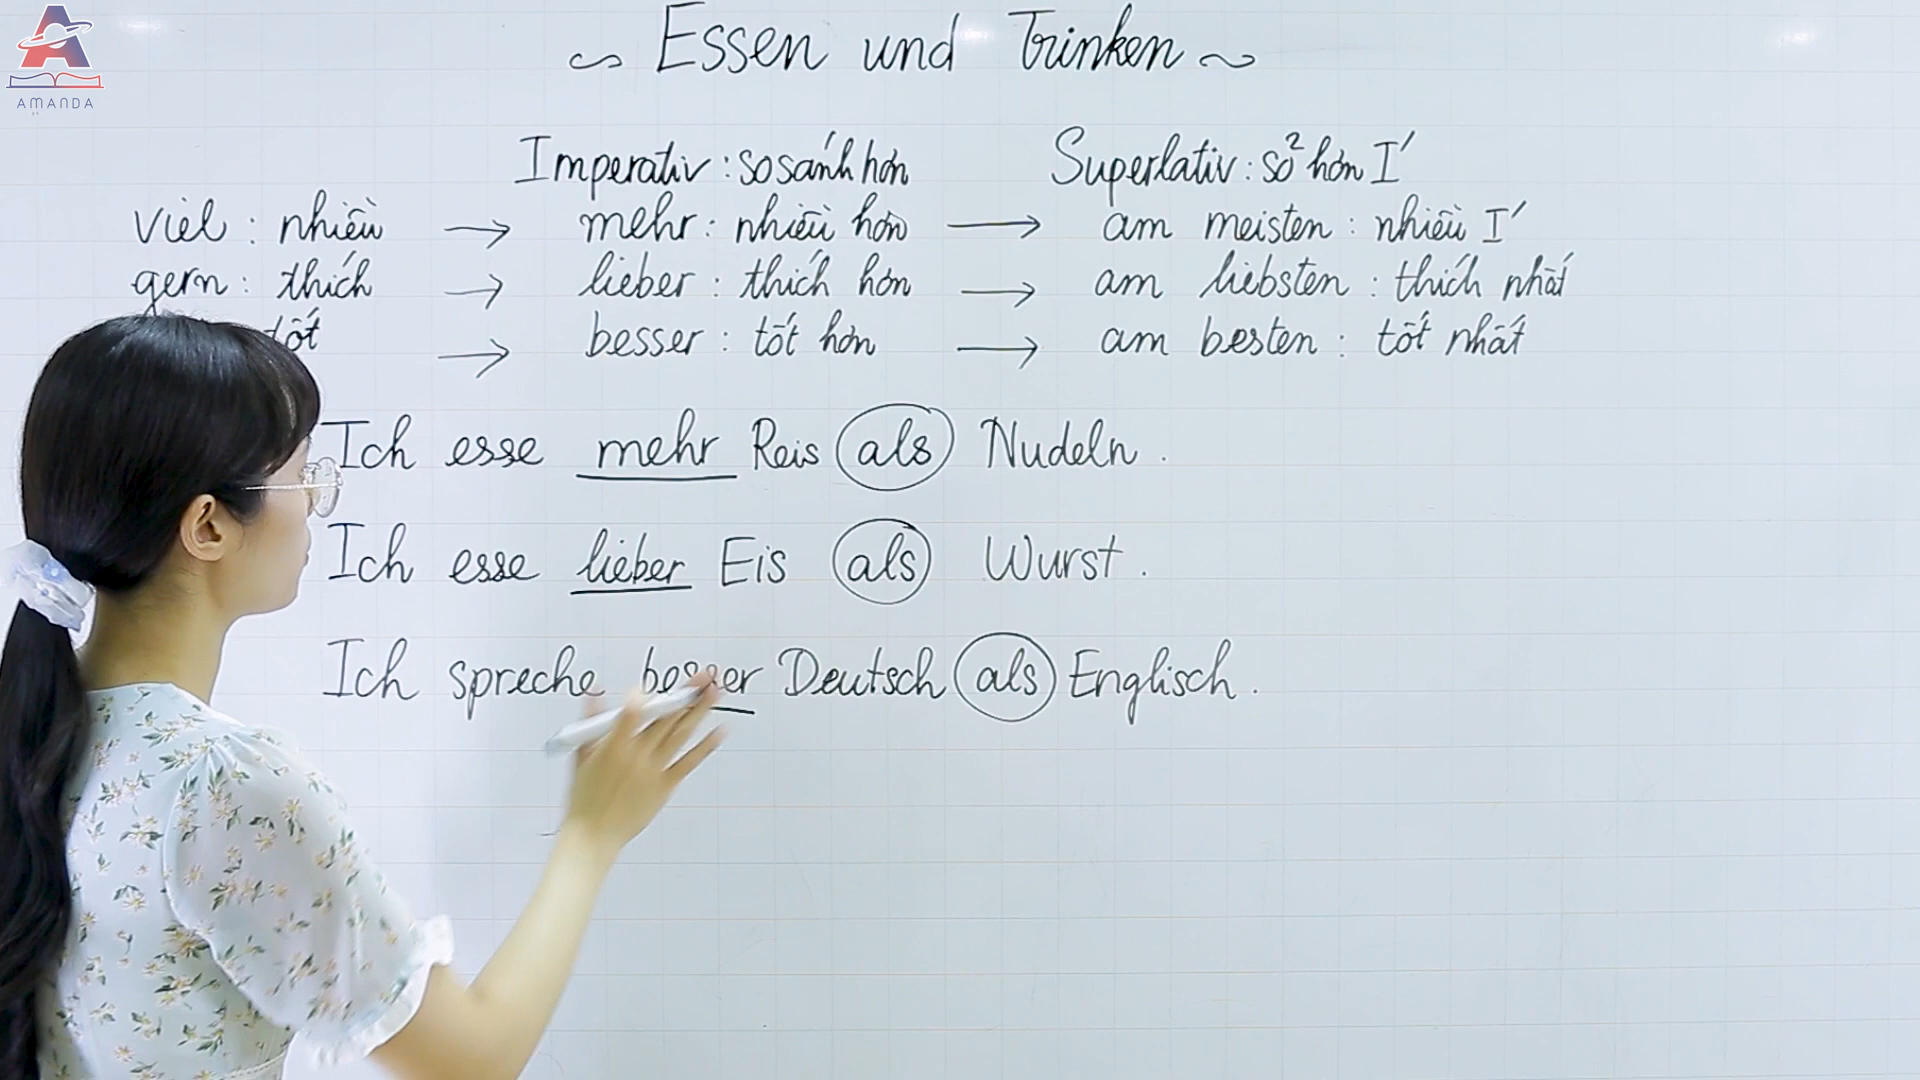 AMANDA
~ Essen und Trinken ~
Imperativ : so sánh hơn Superlativ : so² hơn I'
viel : nhiều → mehr : nhiều hơn → am meisten : nhiều I'
gern : thích → lieber : thích hơn → am liebsten : thích nhất
tốt → besser : tốt hơn → am besten : tốt nhất
Ich esse mehr Reis als Nudeln .
Ich esse lieber Eis als Wurst .
Ich spreche besser Deutsch als Englisch .